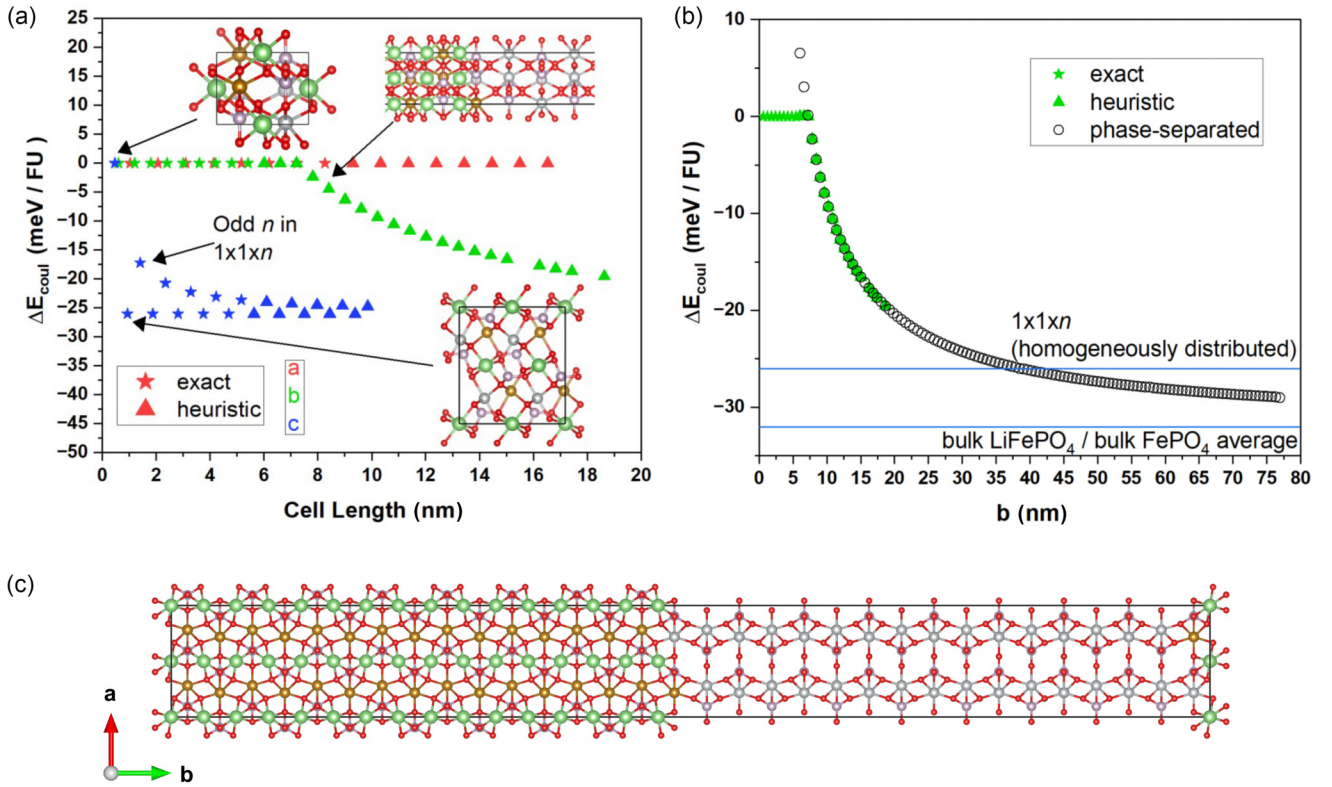 (a)
25
20
15
10
5
0
−5
−10
−15
−20
−25
−30
−35
−40
−45
−50
ΔE_coul (meV / FU)
Odd n in
1x1xn
exact
heuristic
a
b
c
0 2 4 6 8 10 12 14 16 18 20
Cell Length (nm)
(b)
10
0
−10
−20
−30
ΔE_coul (meV / FU)
exact
heuristic
phase-separated
1x1xn
(homogeneously distributed)
bulk LiFePO₄ / bulk FePO₄ average
0 5 10 15 20 25 30 35 40 45 50 55 60 65 70 75 80
b (nm)
(c)
a
b